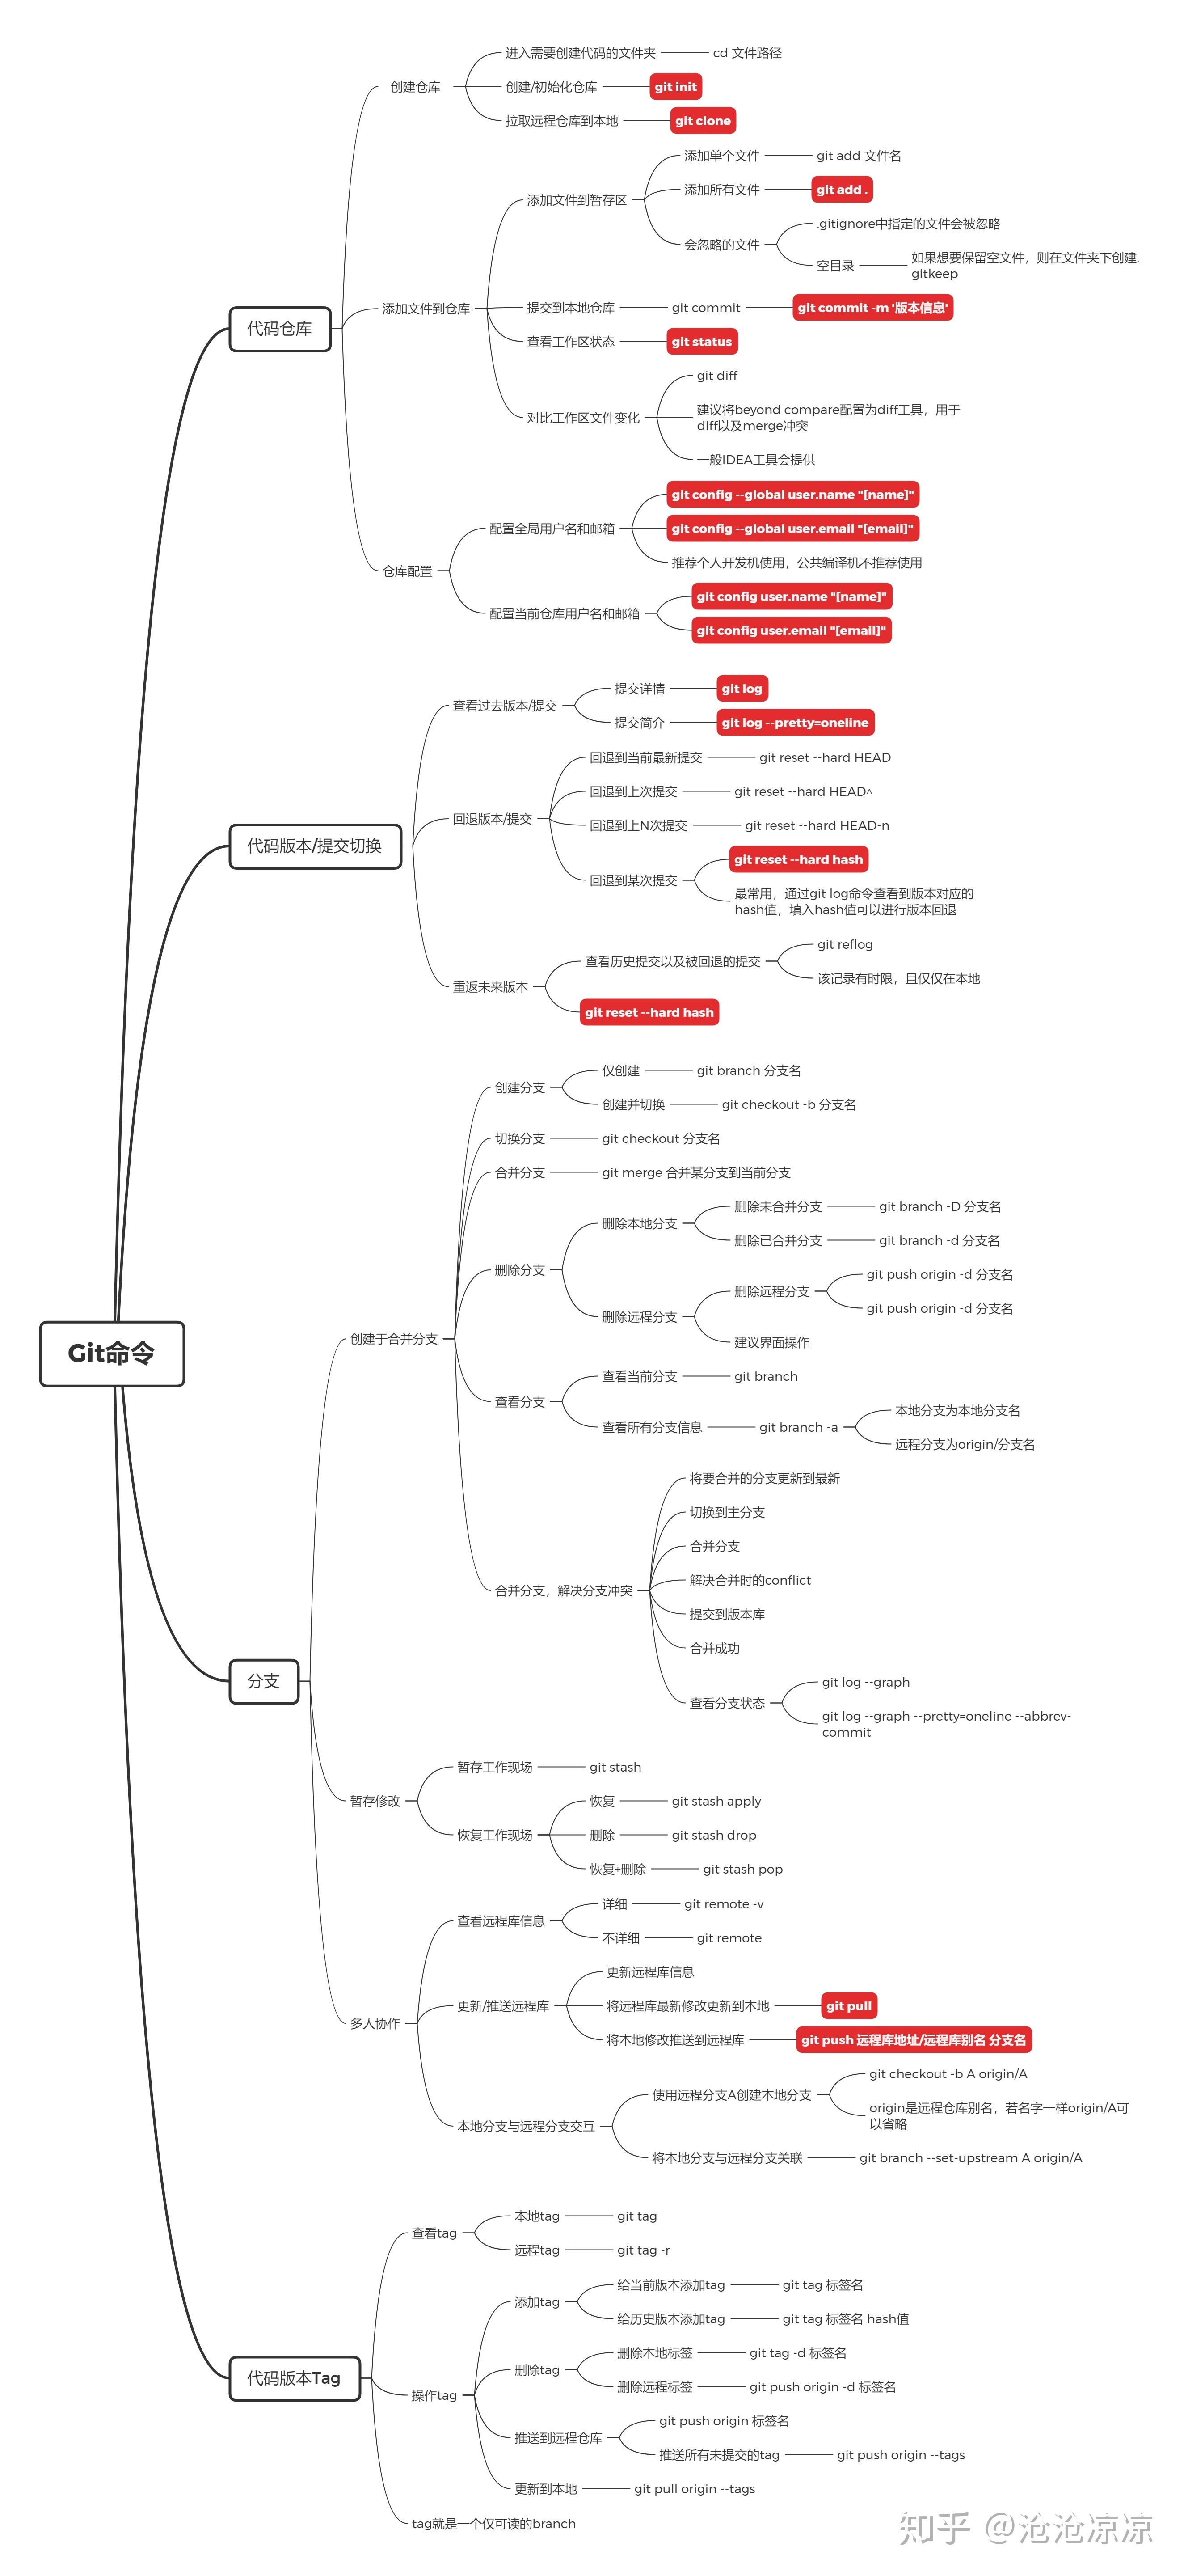 进入需要创建代码的文件夹
cd 文件路径
创建仓库
创建/初始化仓库
git init
拉取远程仓库到本地
git clone
添加单个文件
git add 文件名
添加文件到暂存区
添加所有文件
git add .
会忽略的文件
.gitignore中指定的文件会被忽略
空目录
如果想要保留空文件，则在文件夹下创建.
gitkeep
代码仓库
添加文件到仓库
提交到本地仓库
git commit
git commit -m '版本信息'
查看工作区状态
git status
对比工作区文件变化
git diff
建议将beyond compare配置为diff工具，用于
diff以及merge冲突
一般IDEA工具会提供
仓库配置
配置全局用户名和邮箱
git config --global user.name "[name]"
git config --global user.email "[email]"
推荐个人开发机使用，公共编译机不推荐使用
配置当前仓库用户名和邮箱
git config user.name "[name]"
git config user.email "[email]"
代码版本/提交切换
查看过去版本/提交
提交详情
git log
提交简介
git log --pretty=oneline
回退版本/提交
回退到当前最新提交
git reset --hard HEAD
回退到上次提交
git reset --hard HEAD^
回退到上N次提交
git reset --hard HEAD-n
回退到某次提交
git reset --hard hash
最常用，通过git log命令查看到版本对应的
hash值，填入hash值可以进行版本回退
重返未来版本
查看历史提交以及被回退的提交
git reflog
该记录有时限，且仅仅在本地
git reset --hard hash
Git命令
分支
创建于合并分支
创建分支
仅创建
git branch 分支名
创建并切换
git checkout -b 分支名
切换分支
git checkout 分支名
合并分支
git merge 合并某分支到当前分支
删除分支
删除本地分支
删除未合并分支
git branch -D 分支名
删除已合并分支
git branch -d 分支名
删除远程分支
删除远程分支
git push origin -d 分支名
git push origin -d 分支名
建议界面操作
查看分支
查看当前分支
git branch
查看所有分支信息
git branch -a
本地分支为本地分支名
远程分支为origin/分支名
合并分支，解决分支冲突
将要合并的分支更新到最新
切换到主分支
合并分支
解决合并时的conflict
提交到版本库
合并成功
查看分支状态
git log --graph
git log --graph --pretty=oneline --abbrev-
commit
暂存修改
暂存工作现场
git stash
恢复工作现场
恢复
git stash apply
删除
git stash drop
恢复+删除
git stash pop
多人协作
查看远程库信息
详细
git remote -v
不详细
git remote
更新/推送远程库
更新远程库信息
将远程库最新修改更新到本地
git pull
将本地修改推送到远程库
git push 远程库地址/远程库别名 分支名
本地分支与远程分支交互
使用远程分支A创建本地分支
git checkout -b A origin/A
origin是远程仓库别名，若名字一样origin/A可
以省略
将本地分支与远程分支关联
git branch --set-upstream A origin/A
代码版本Tag
查看tag
本地tag
git tag
远程tag
git tag -r
操作tag
添加tag
给当前版本添加tag
git tag 标签名
给历史版本添加tag
git tag 标签名 hash值
删除tag
删除本地标签
git tag -d 标签名
删除远程标签
git push origin -d 标签名
推送到远程仓库
git push origin 标签名
推送所有未提交的tag
git push origin --tags
更新到本地
git pull origin --tags
tag就是一个仅可读的branch
知乎 @沧沧凉凉